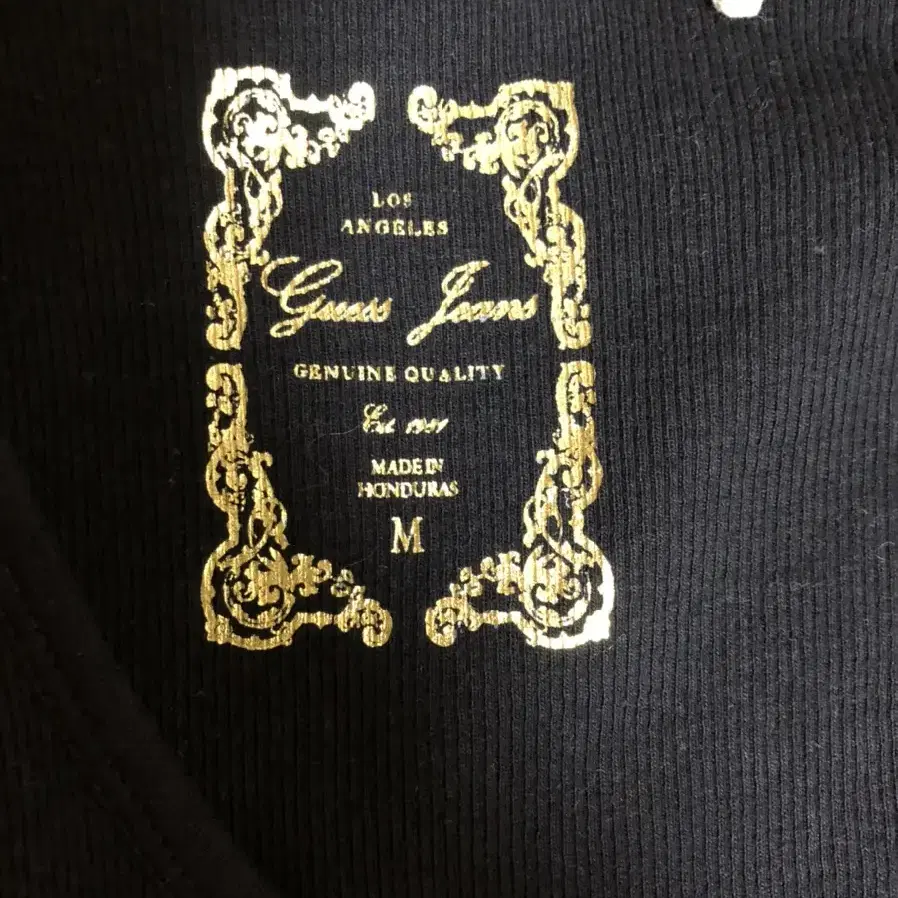 LOS
ANGELES
Guess Jeans
GENUINE QUALITY
Est. 1981
MADE IN
HONDURAS
M